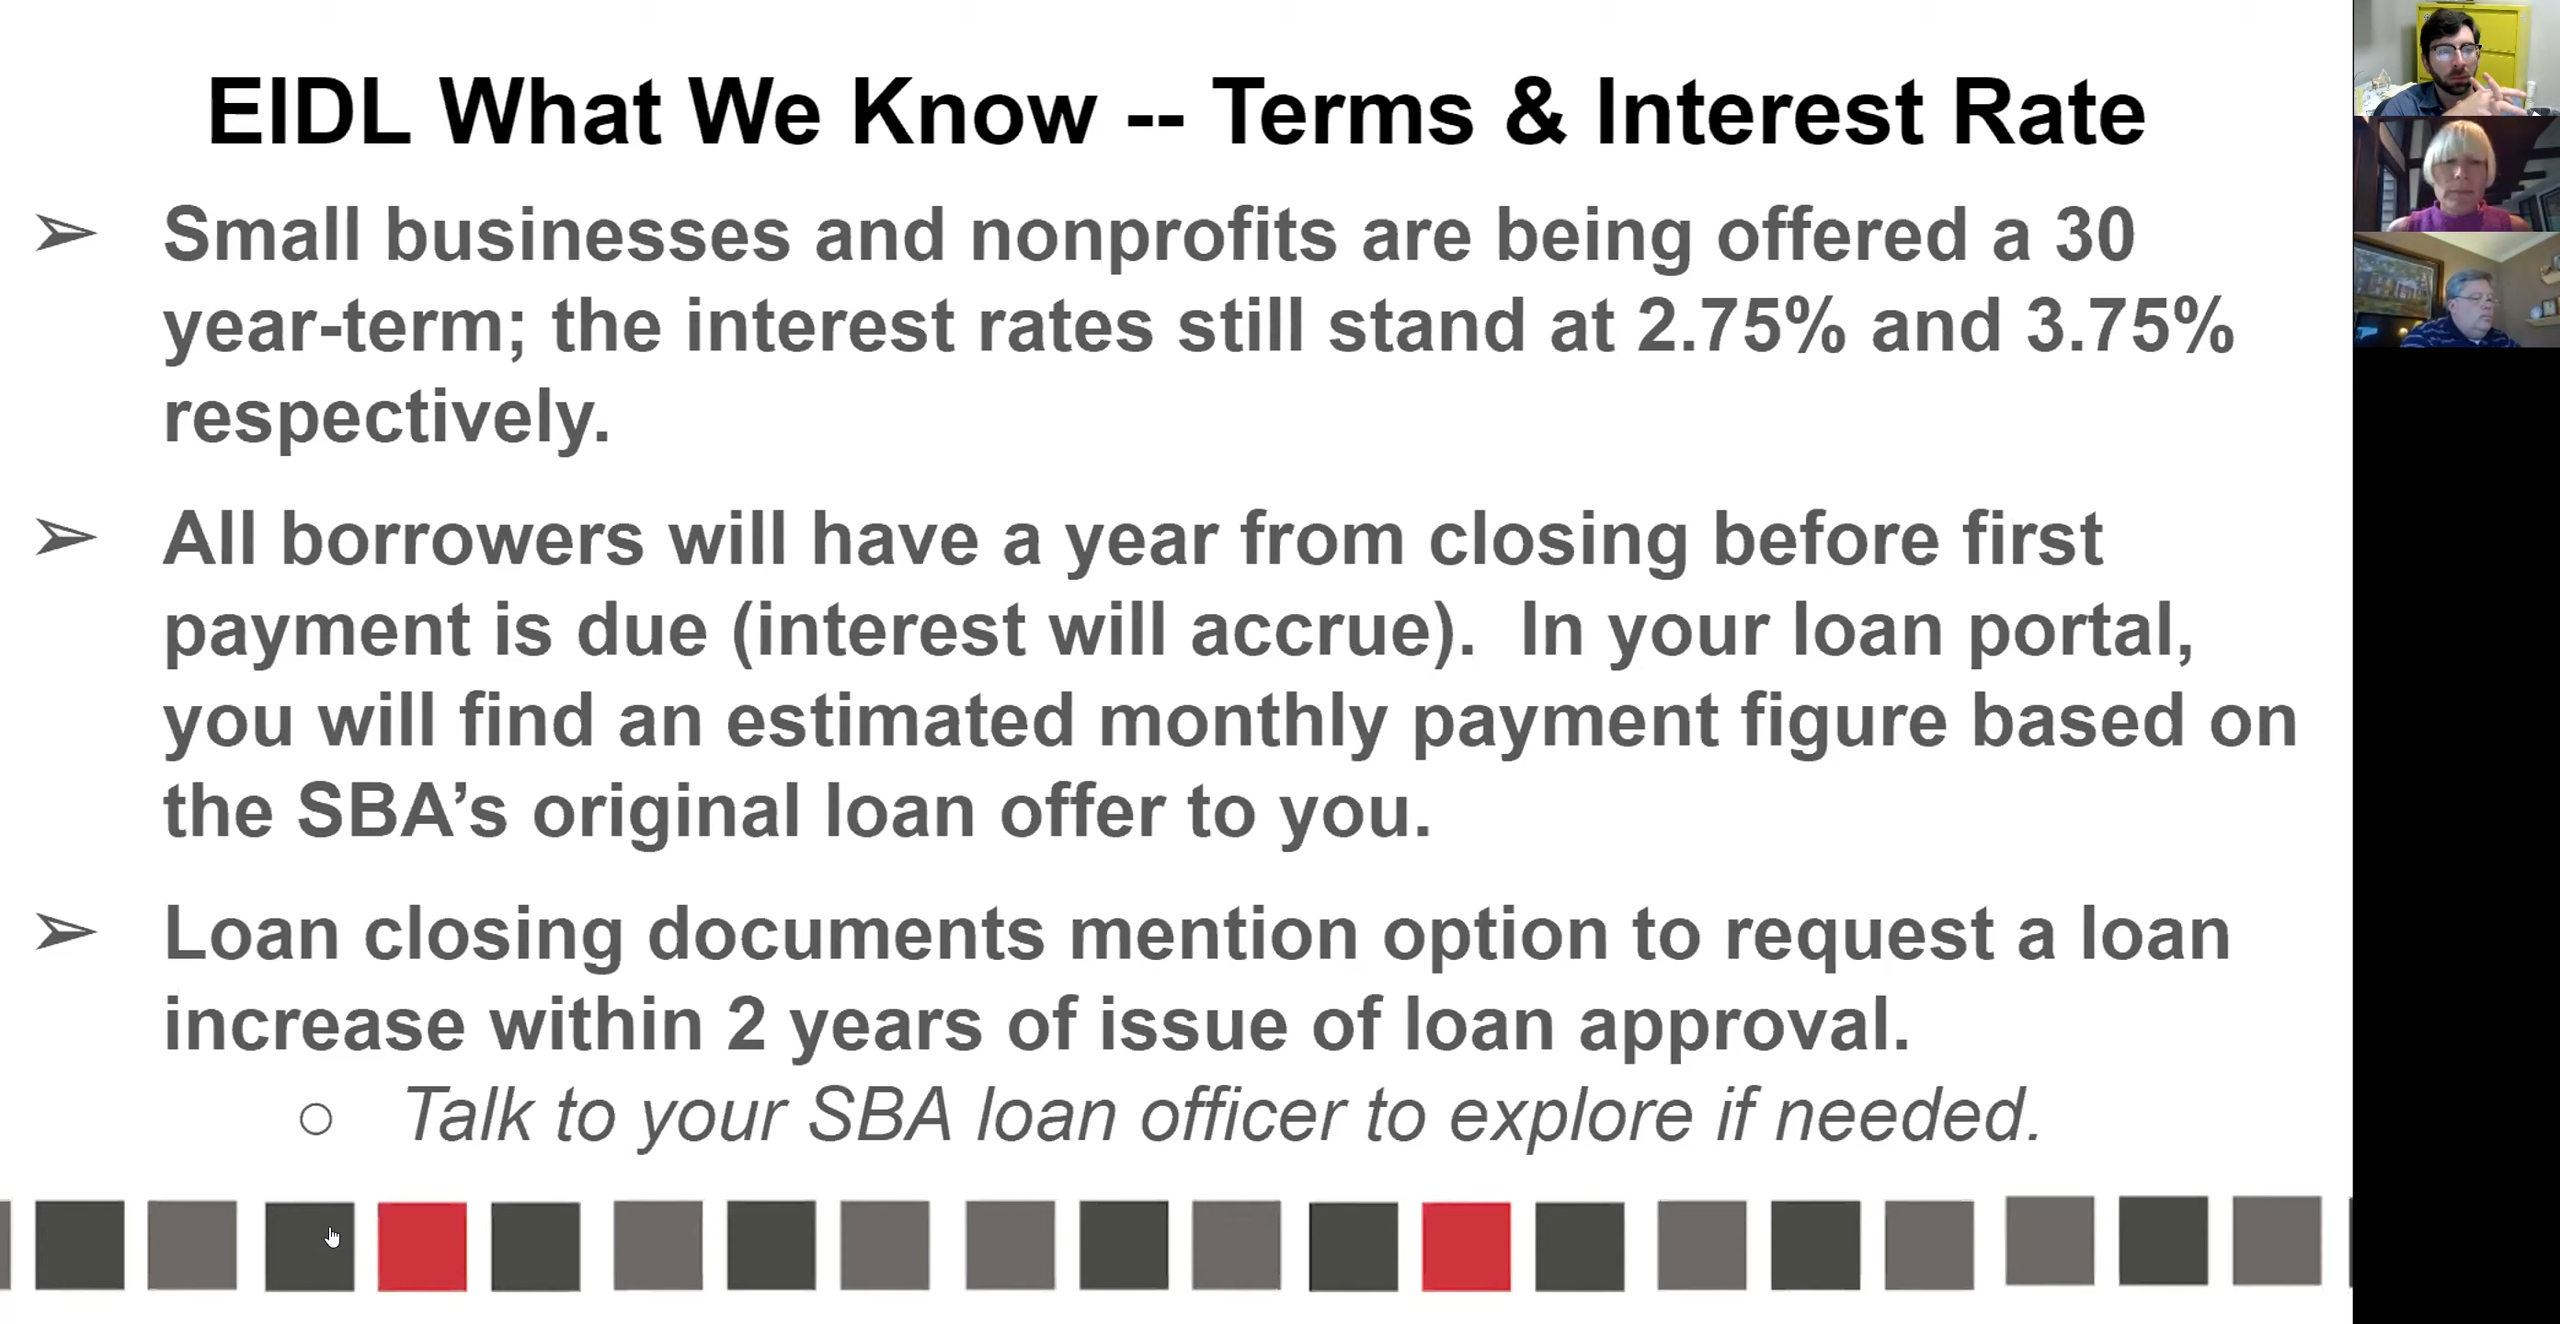 EIDL What We Know -- Terms & Interest Rate
➢ Small businesses and nonprofits are being offered a 30
year-term; the interest rates still stand at 2.75% and 3.75%
respectively.
➢ All borrowers will have a year from closing before first
payment is due (interest will accrue).  In your loan portal,
you will find an estimated monthly payment figure based on
the SBA’s original loan offer to you.
➢ Loan closing documents mention option to request a loan
increase within 2 years of issue of loan approval.
○ Talk to your SBA loan officer to explore if needed.